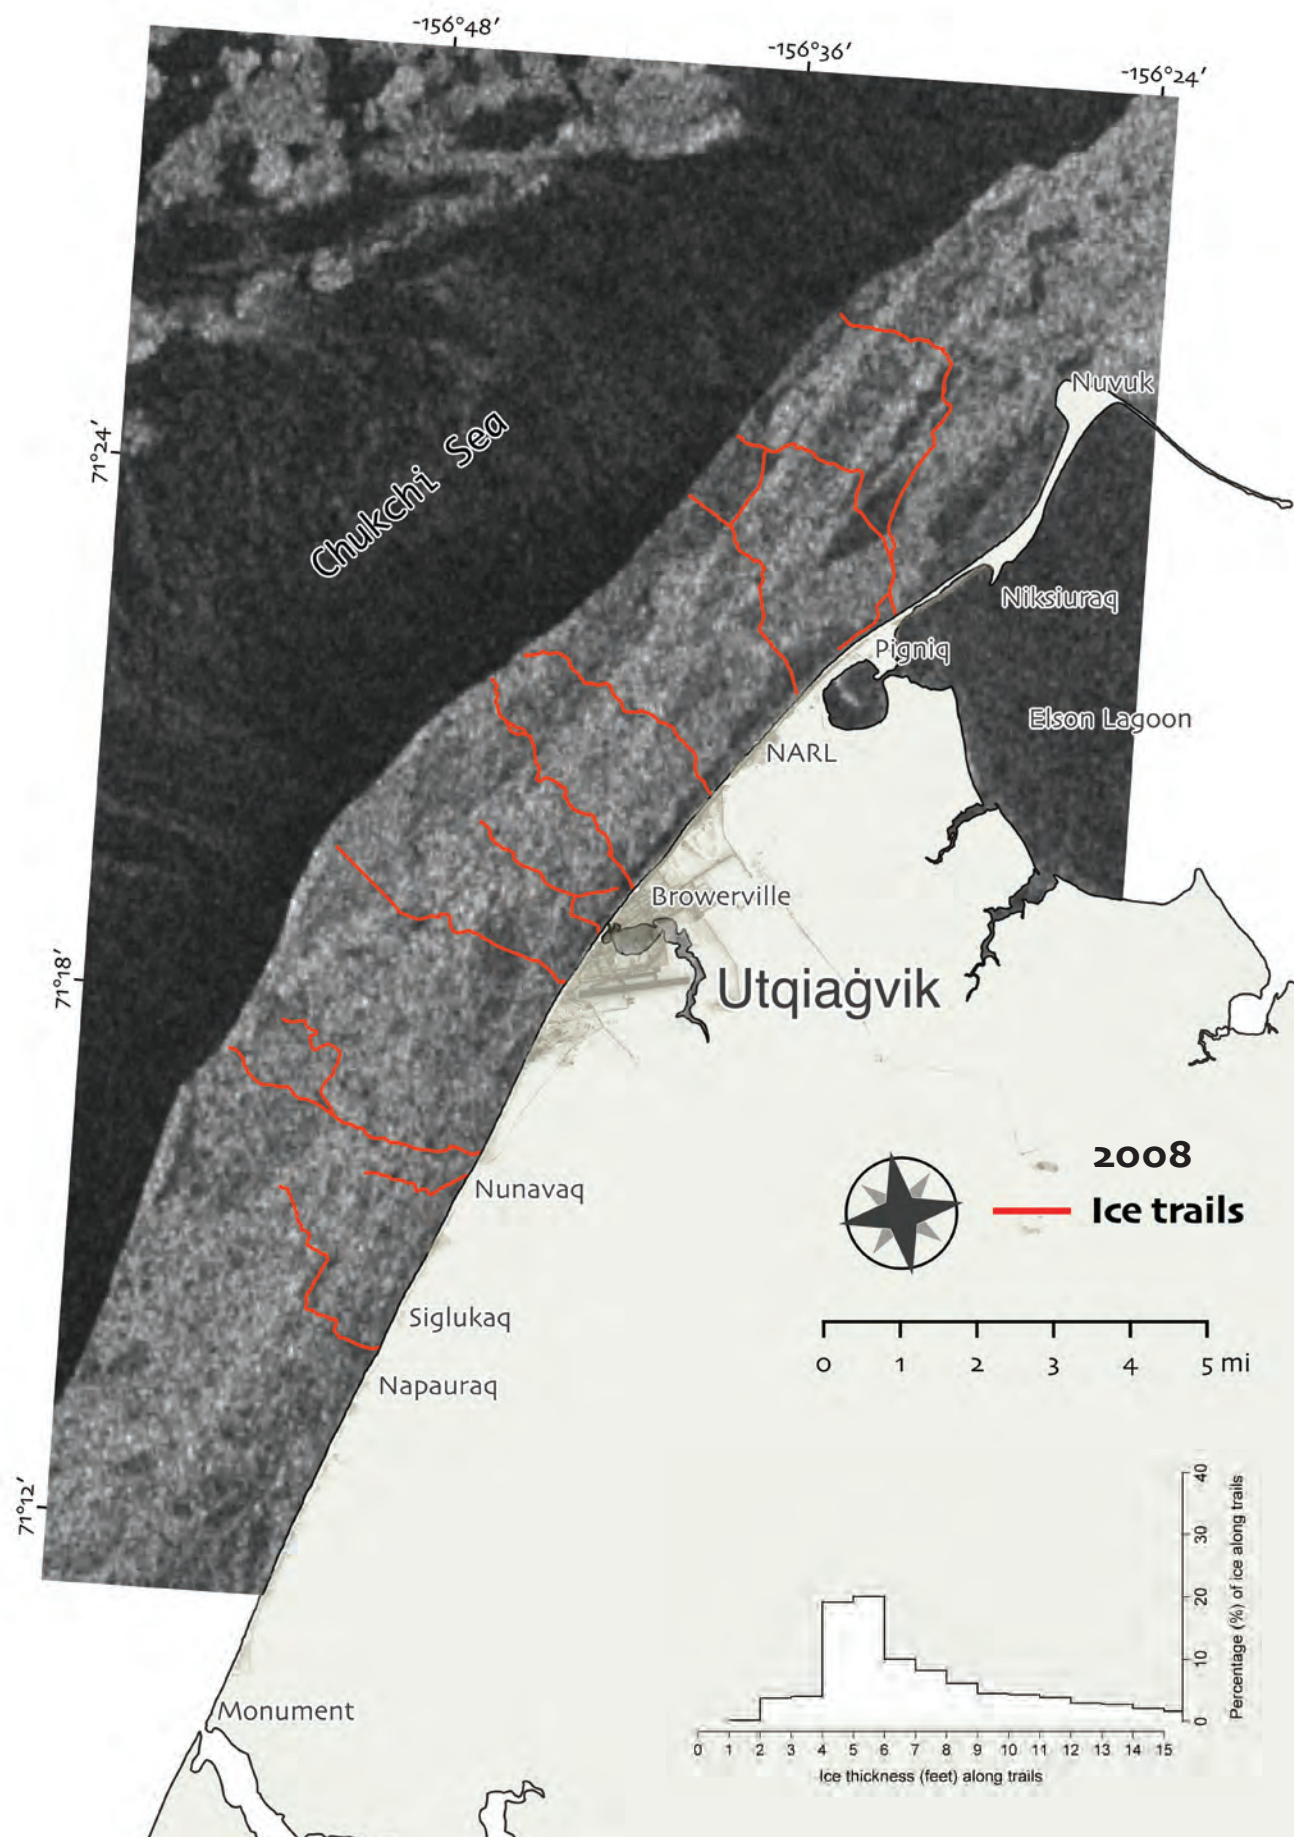 -156°48′
-156°36′
-156°24′
Nuvuk
71°24′
Chukchi Sea
Niksiuraq
Pigniq
Elson Lagoon
NARL
Browerville
71°18′
Utqiaġvik
2008
Ice trails
Nunavaq
Siglukaq
0 1 2 3 4 5 mi
Napauraq
71°12′
40
30
20
10
0
Percentage (%) of ice along trails
Monument
0 1 2 3 4 5 6 7 8 9 10 11 12 13 14 15
Ice thickness (feet) along trails